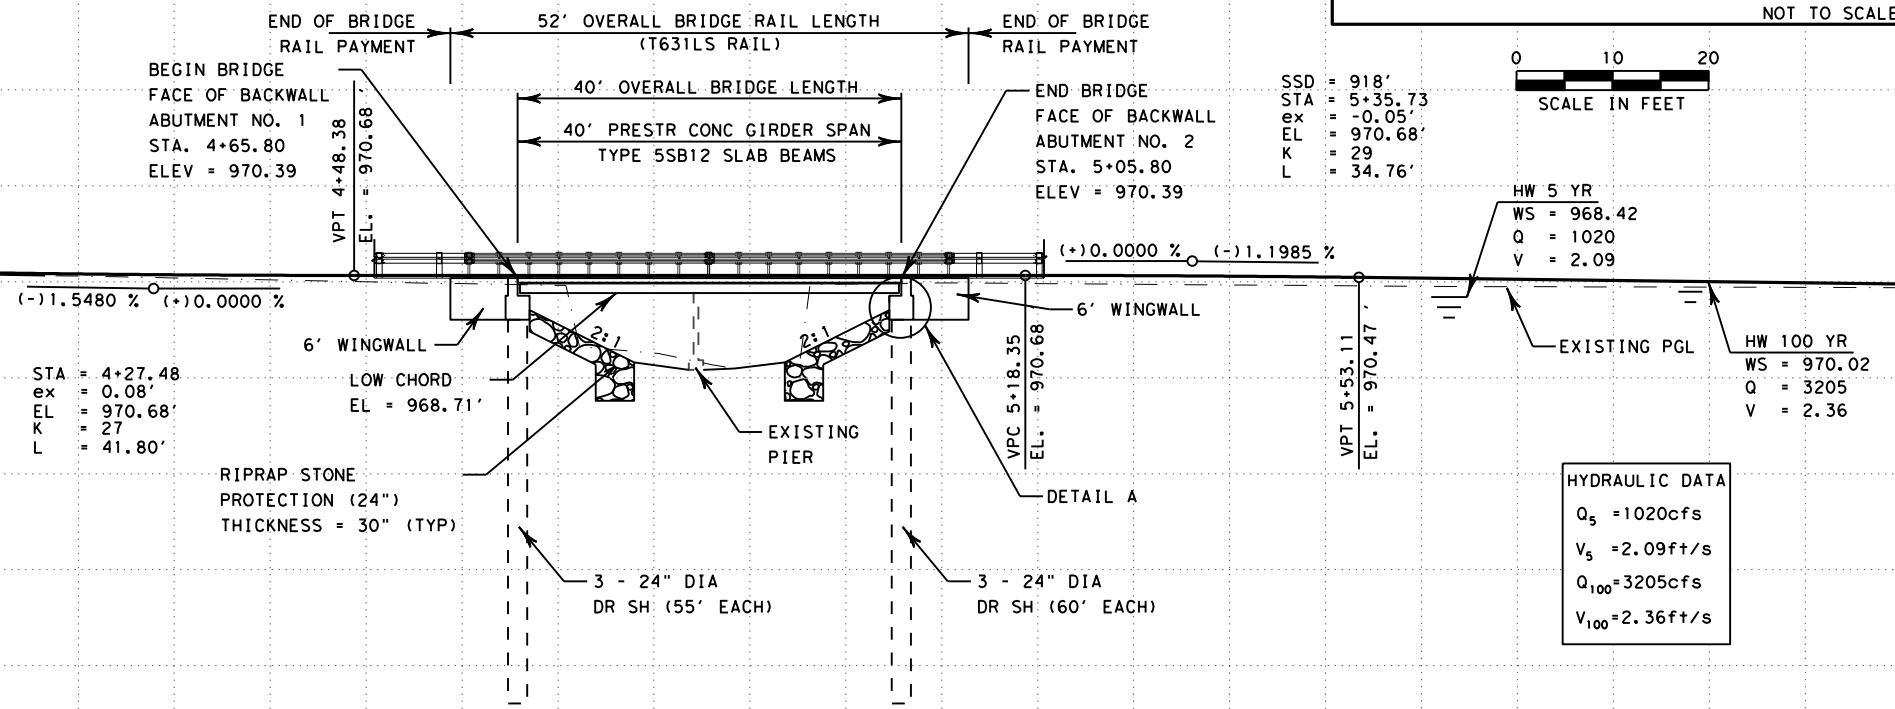 NOT TO SCALE
END OF BRIDGE
RAIL PAYMENT
52' OVERALL BRIDGE RAIL LENGTH
(T631LS RAIL)
END OF BRIDGE
RAIL PAYMENT
0 10 20
SCALE IN FEET
BEGIN BRIDGE
FACE OF BACKWALL
ABUTMENT NO. 1
STA. 4+65.80
ELEV = 970.39
VPT 4+48.38
EL. = 970.68 '
40' OVERALL BRIDGE LENGTH
40' PRESTR CONC GIRDER SPAN
TYPE 5SB12 SLAB BEAMS
END BRIDGE
FACE OF BACKWALL
ABUTMENT NO. 2
STA. 5+05.80
ELEV = 970.39
SSD = 918'
STA = 5+35.73
ex = -0.05'
EL = 970.68'
K = 29
L = 34.76'
HW 5 YR
WS = 968.42
Q = 1020
V = 2.09
(+)0.0000 % (-)1.1985 %
(-)1.5480 % (+)0.0000 %
6' WINGWALL
2:1
2:1
6' WINGWALL
EXISTING PGL
HW 100 YR
WS = 970.02
Q = 3205
V = 2.36
STA = 4+27.48
ex = 0.08'
EL = 970.68'
K = 27
L = 41.80'
LOW CHORD
EL = 968.71'
VPC 5+18.35
EL. = 970.68 '
VPT 5+53.11
EL. = 970.47 '
EXISTING
PIER
RIPRAP STONE
PROTECTION (24")
THICKNESS = 30" (TYP)
DETAIL A
3 - 24" DIA
DR SH (55' EACH)
3 - 24" DIA
DR SH (60' EACH)
HYDRAULIC DATA
Q5 =1020cfs
V5 =2.09ft/s
Q100=3205cfs
V100=2.36ft/s